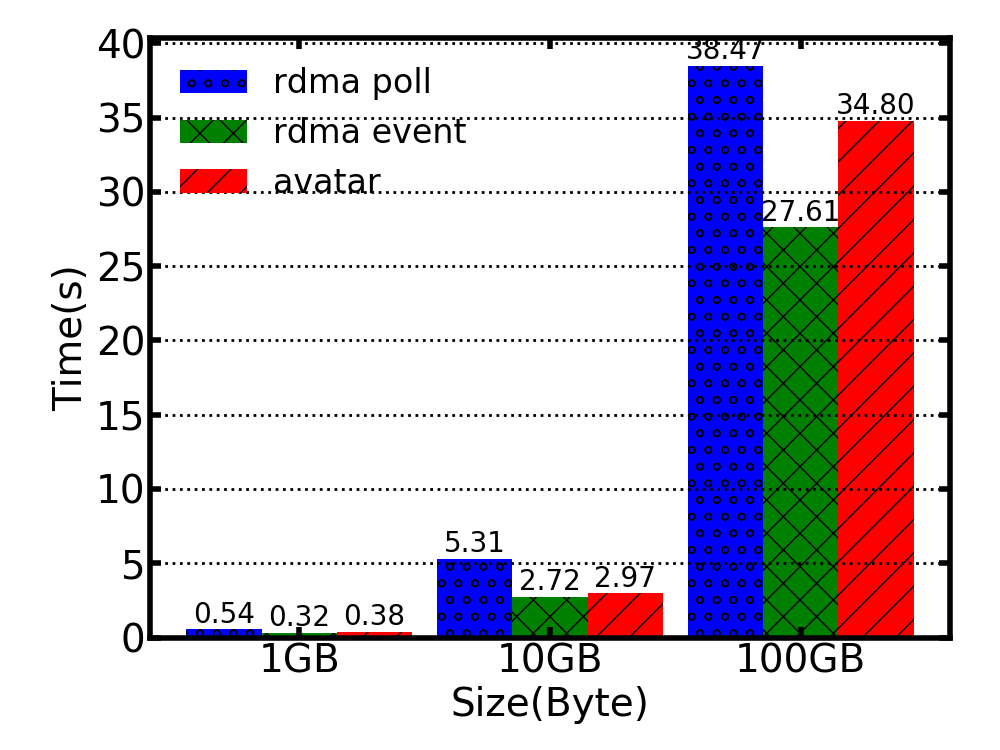 40
35
30
25
20
15
10
5
0
Time(s)
rdma poll
rdma event
avatar
0.54
0.32
0.38
5.31
2.72
2.97
38.47
27.61
34.80
1GB
10GB
100GB
Size(Byte)